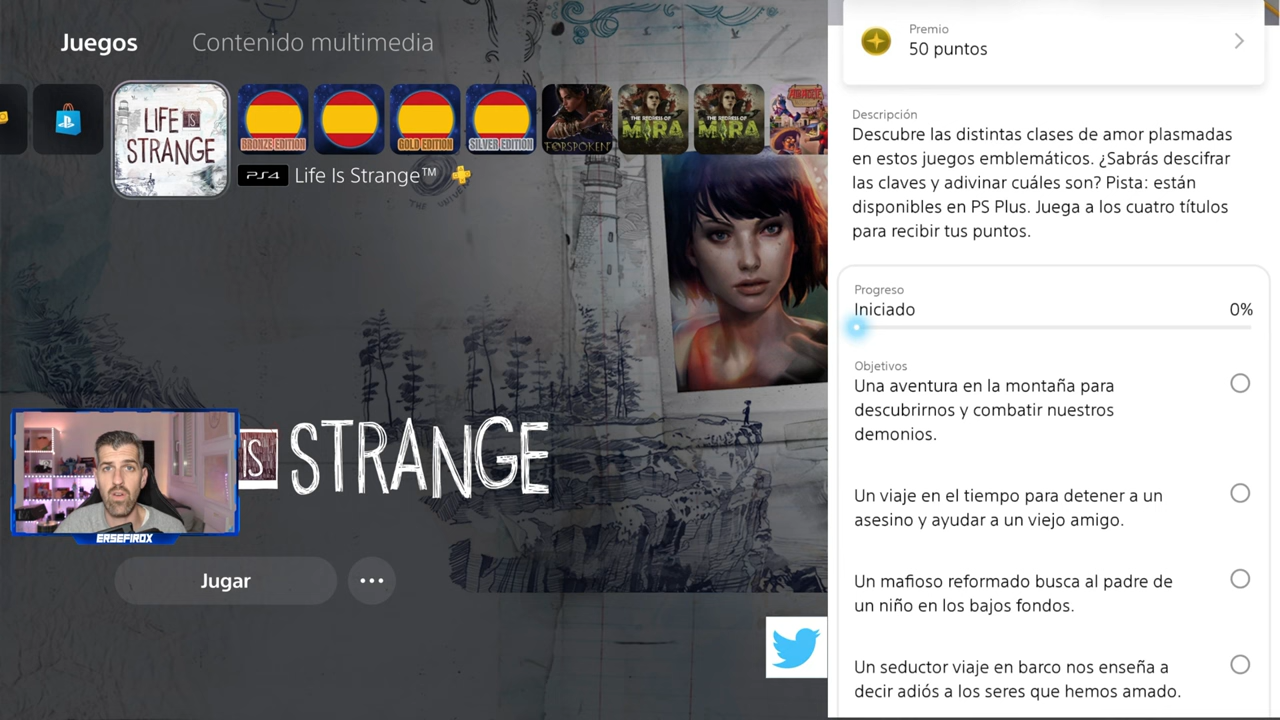 Juegos
Contenido multimedia
LIFE IS
STRANGE
BRONZE EDITION
GOLD EDITION
SILVER EDITION
FORSPOKEN
THE SECRETS OF
MIRA
THE SECRETS OF
MIRA
PS4
Life Is Strange™
IS
STRANGE
ERSEFIROX
Jugar
Premio
50 puntos
Descripción
Descubre las distintas clases de amor plasmadas
en estos juegos emblemáticos. ¿Sabrás descifrar
las claves y adivinar cuáles son? Pista: están
disponibles en PS Plus. Juega a los cuatro títulos
para recibir tus puntos.
Progreso
Iniciado
0%
Objetivos
Una aventura en la montaña para
descubrirnos y combatir nuestros
demonios.
Un viaje en el tiempo para detener a un
asesino y ayudar a un viejo amigo.
Un mafioso reformado busca al padre de
un niño en los bajos fondos.
Un seductor viaje en barco nos enseña a
decir adiós a los seres que hemos amado.